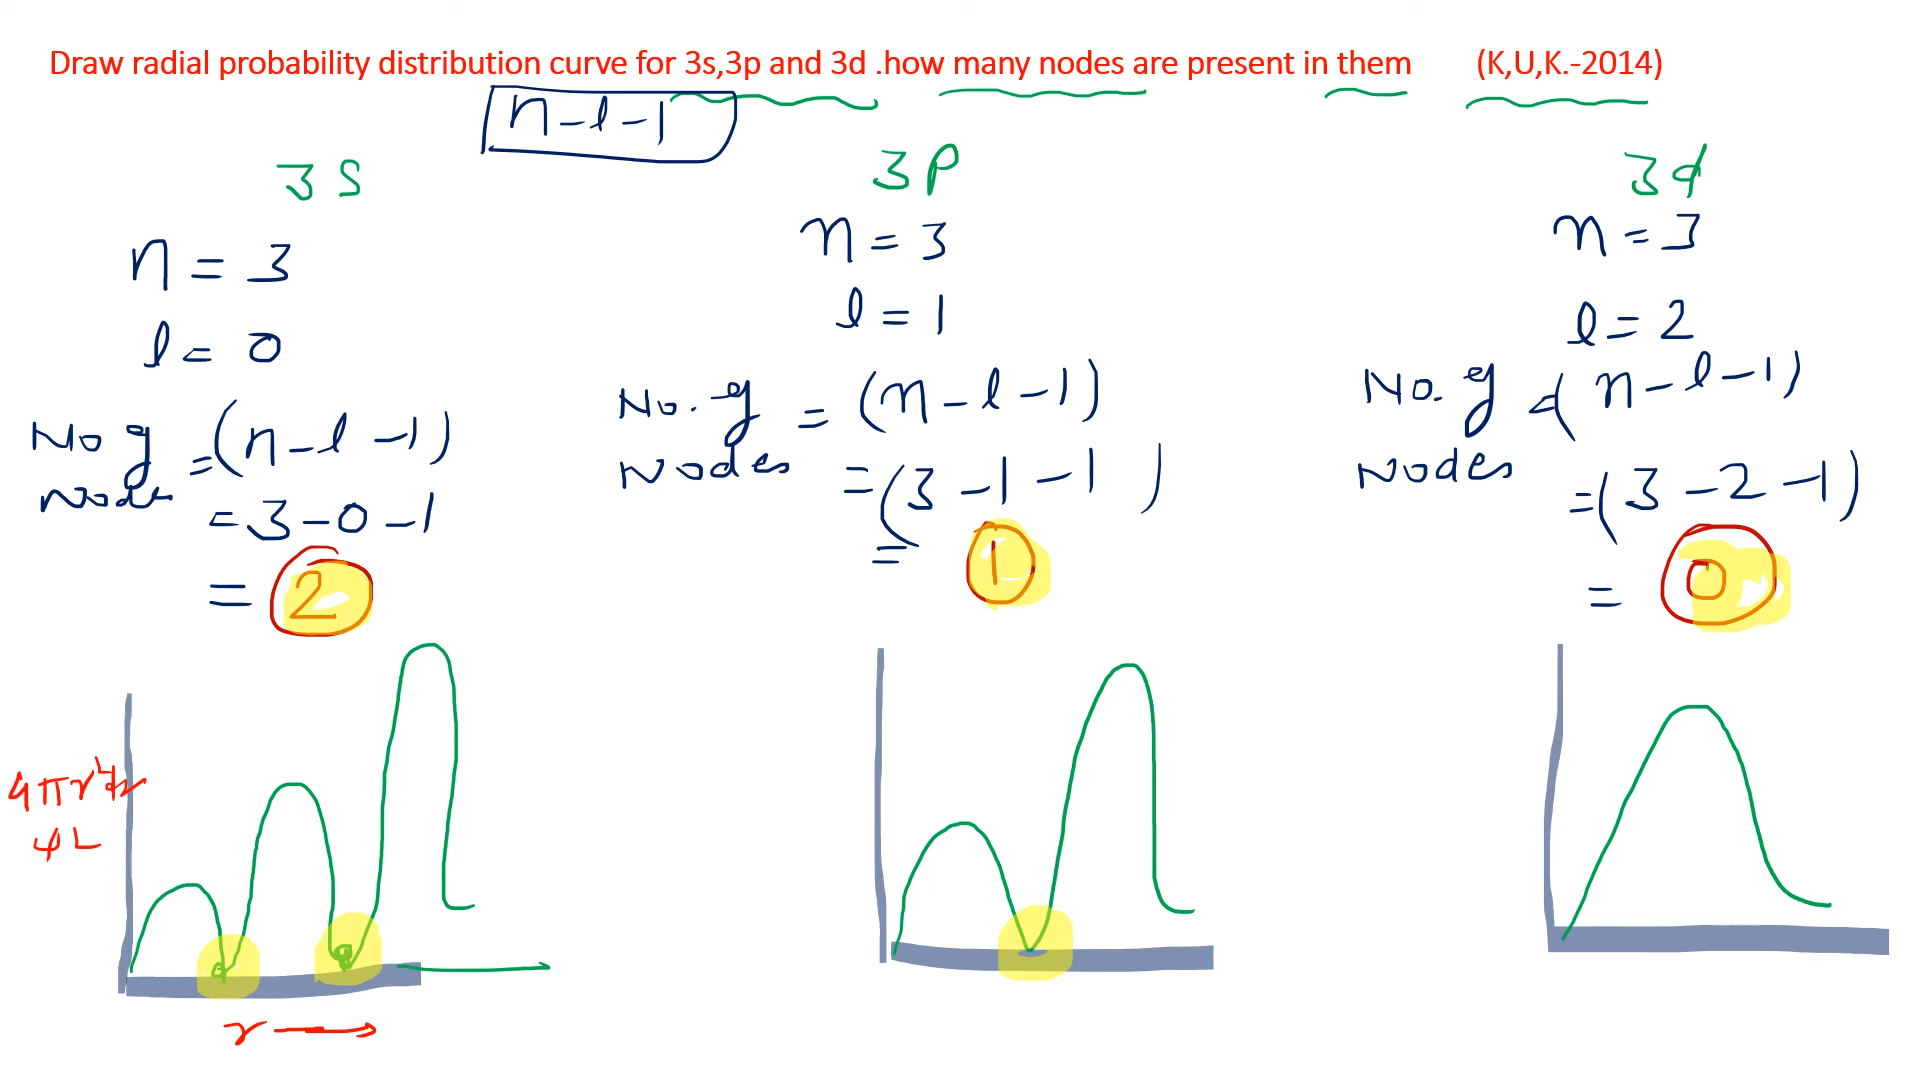 Draw radial probability distribution curve for 3s,3p and 3d .how many nodes are present in them (K,U,K.-2014)
n-l-1
3s
n = 3
l = 0
No of node = (n-l-1)
= 3-0-1
= 2
4πr²dr
ψ²
r
3p
n = 3
l = 1
No. of nodes = (n-l-1)
= (3-1-1)
= 1
3d
n = 3
l = 2
No. of nodes = (n-l-1)
= (3-2-1)
= 0